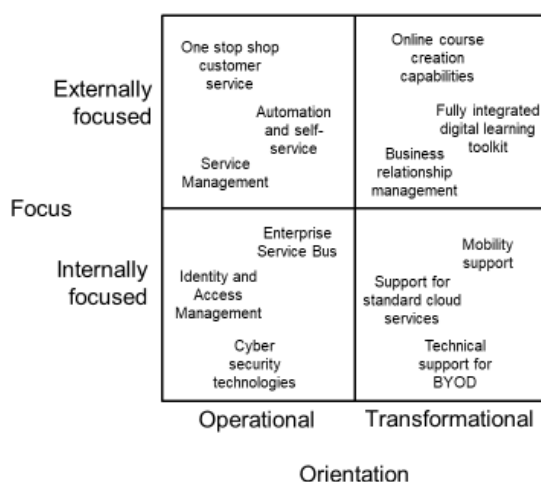 One stop shop
customer
service
Automation
and self-
service
Service
Management
Online course
creation
capabilities
Fully integrated
digital learning
toolkit
Business
relationship
management
Externally
focused
Focus
Internally
focused
Enterprise
Service Bus
Identity and
Access
Management
Cyber
security
technologies
Mobility
support
Support for
standard cloud
services
Technical
support for
BYOD
Operational
Transformational
Orientation